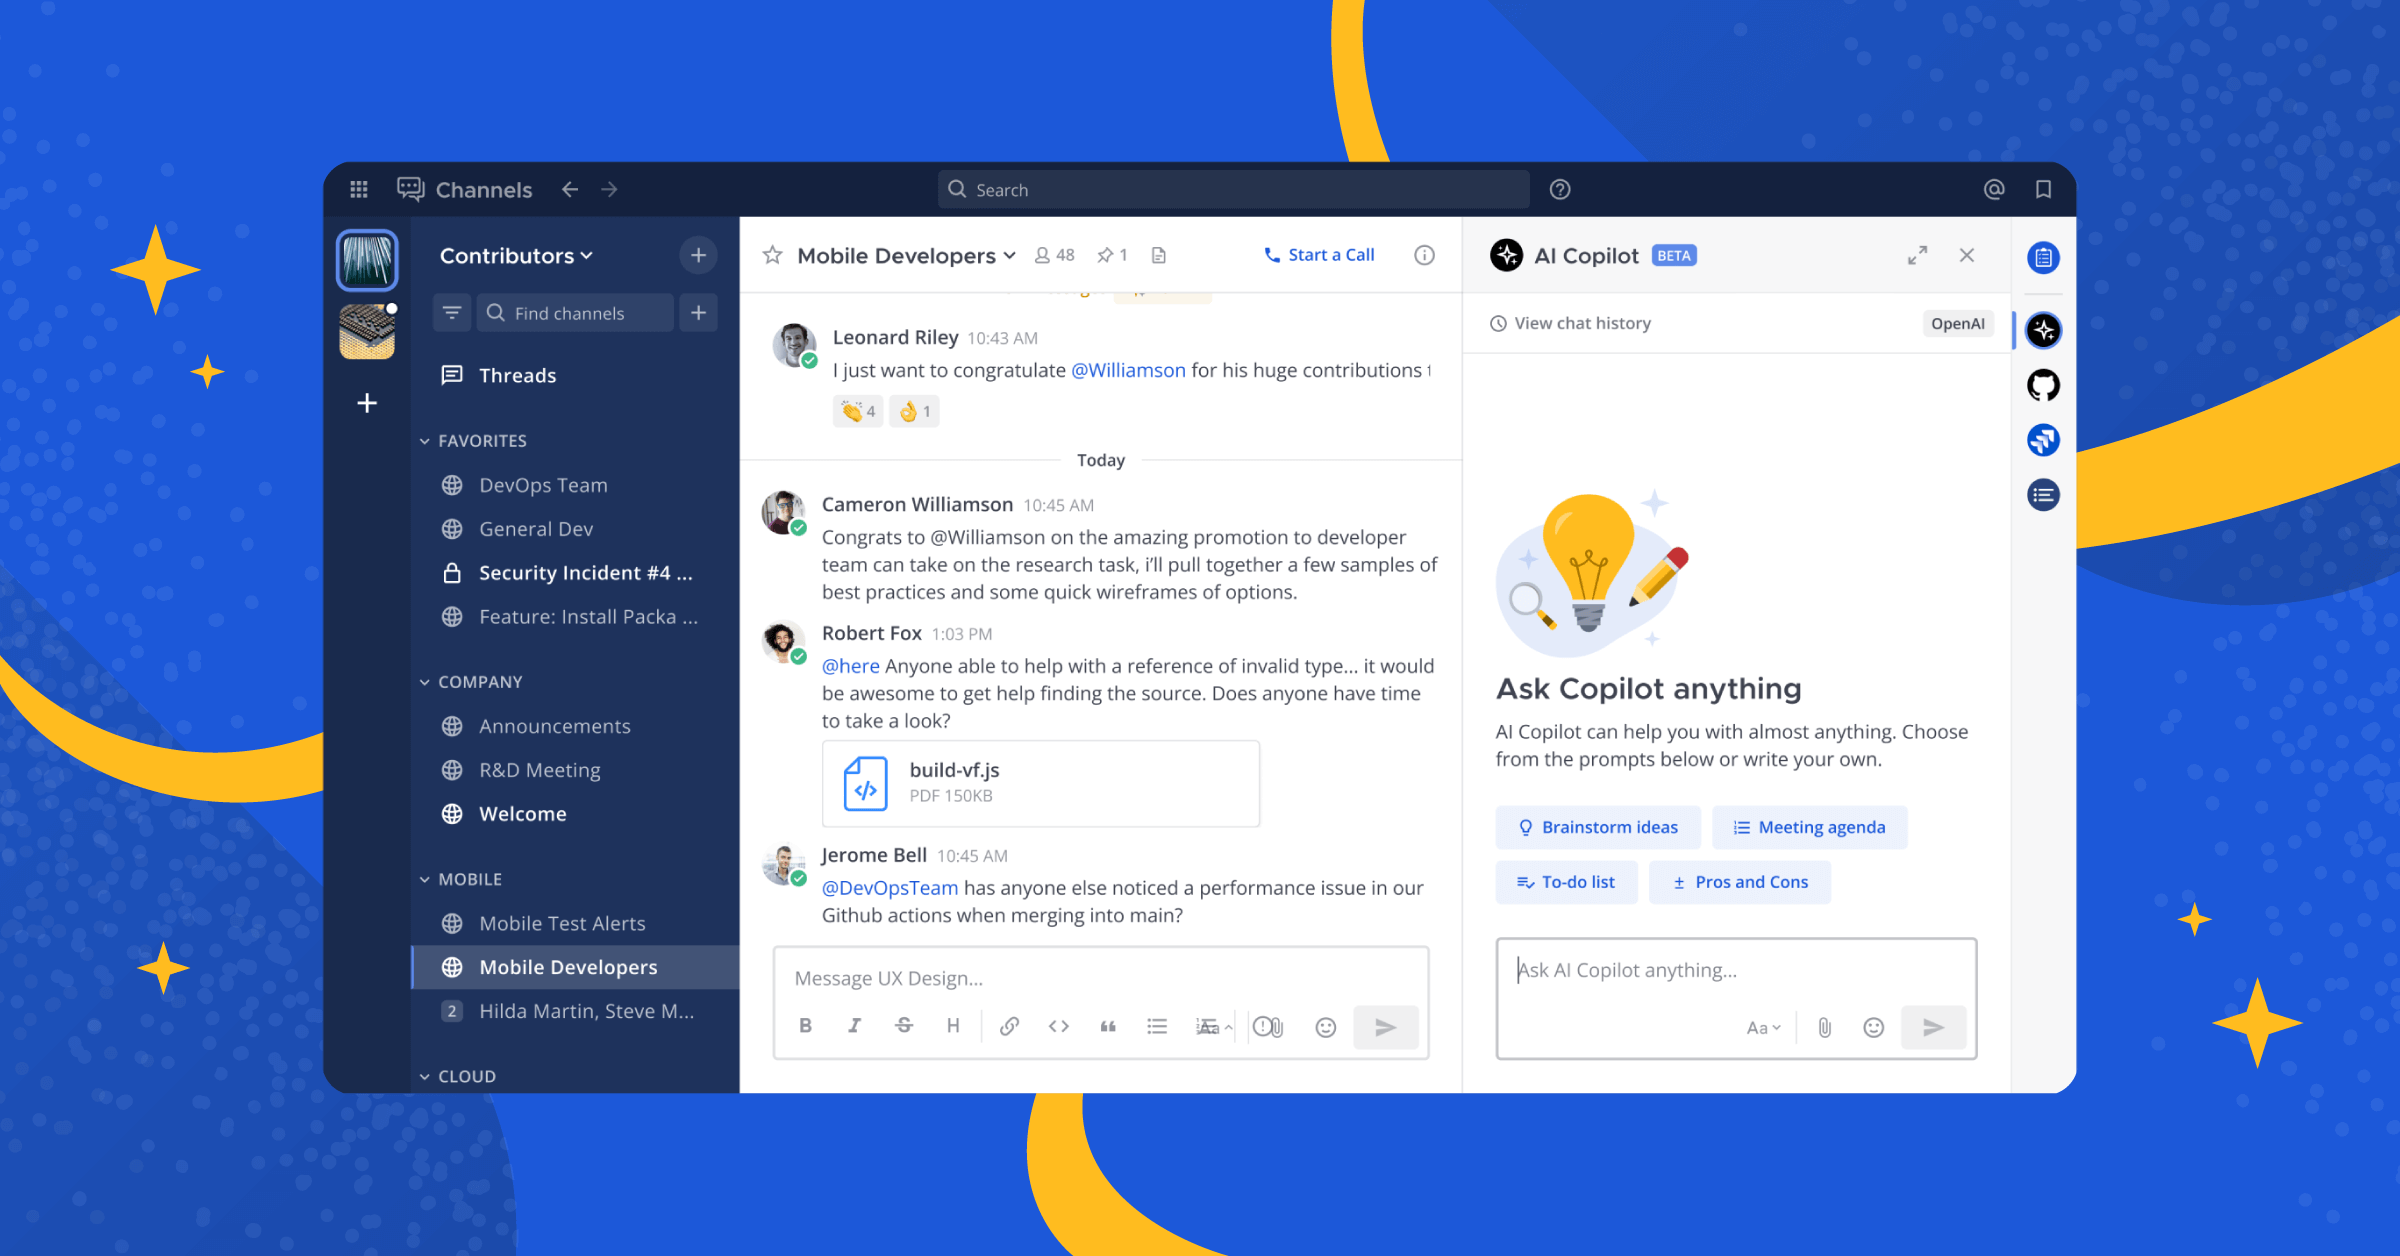 Channels
Search
Contributors
Find channels
Threads
FAVORITES
DevOps Team
General Dev
Security Incident #4 ...
Feature: Install Packa ...
COMPANY
Announcements
R&D Meeting
Welcome
MOBILE
Mobile Test Alerts
Mobile Developers
2 Hilda Martin, Steve M...
CLOUD
Mobile Developers 48 1 Start a Call
Leonard Riley 10:43 AM
I just want to congratulate @Williamson for his huge contributions
4 1
Today
Cameron Williamson 10:45 AM
Congrats to @Williamson on the amazing promotion to developer
team can take on the research task, i'll pull together a few samples of
best practices and some quick wireframes of options.
Robert Fox 1:03 PM
@here Anyone able to help with a reference of invalid type... it would
be awesome to get help finding the source. Does anyone have time
to take a look?
build-vf.js
PDF 150KB
Jerome Bell 10:45 AM
@DevOpsTeam has anyone else noticed a performance issue in our
Github actions when merging into main?
Message UX Design...
B I S H Aa
AI Copilot BETA
View chat history OpenAI
Ask Copilot anything
AI Copilot can help you with almost anything. Choose
from the prompts below or write your own.
Brainstorm ideas Meeting agenda
To-do list Pros and Cons
Ask AI Copilot anything...
Aa